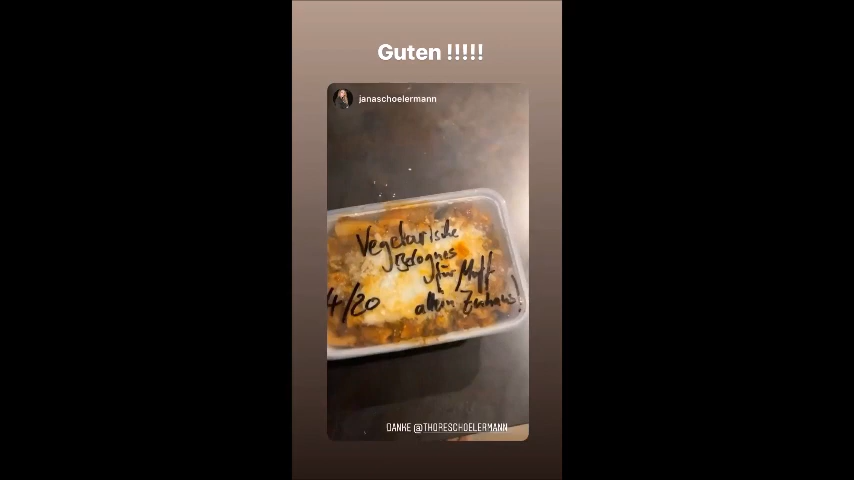 Guten !!!!!
janaschoelermann
Vegetarische
Bolognes
für Muff
4/20
allein Zuhaus!
DANKE @THORESCHOELERMANN